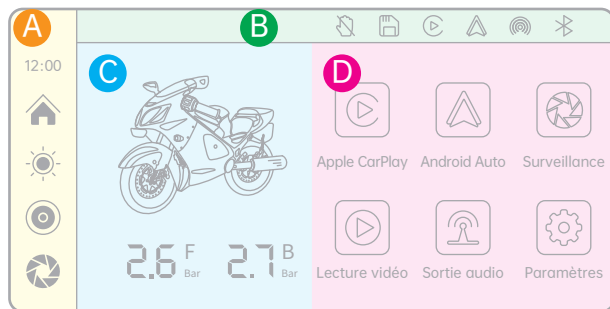 A
B
C
D
12:00
Apple CarPlay Android Auto Surveillance
2.6 F Bar 2.7 B Bar
Lecture vidéo Sortie audio Paramètres